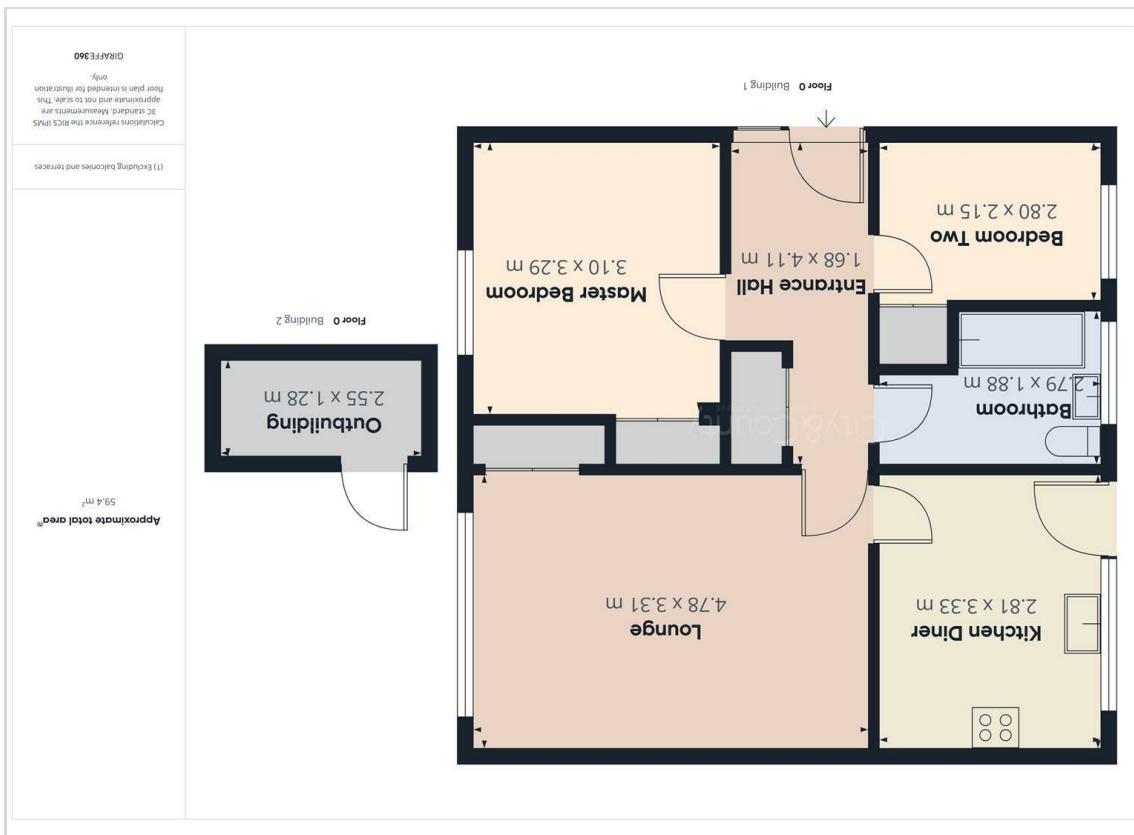 Approximate total area⁽¹⁾
59.4 m²
(1) Excluding balconies and terraces
Calculations reference the RICS IPMS
3C standard. Measurements are
approximate and not to scale. This
floor plan is intended for illustration
only.
GIRAFFE360
Kitchen Diner
2.81 x 3.33 m
Lounge
4.78 x 3.31 m
Bathroom
2.79 x 1.88 m
City&County
Outbuilding
2.55 x 1.28 m
Floor 0 Building 2
Bedroom Two
2.80 x 2.15 m
Entrance Hall
1.68 x 4.11 m
Master Bedroom
3.10 x 3.29 m
Floor 0 Building 1